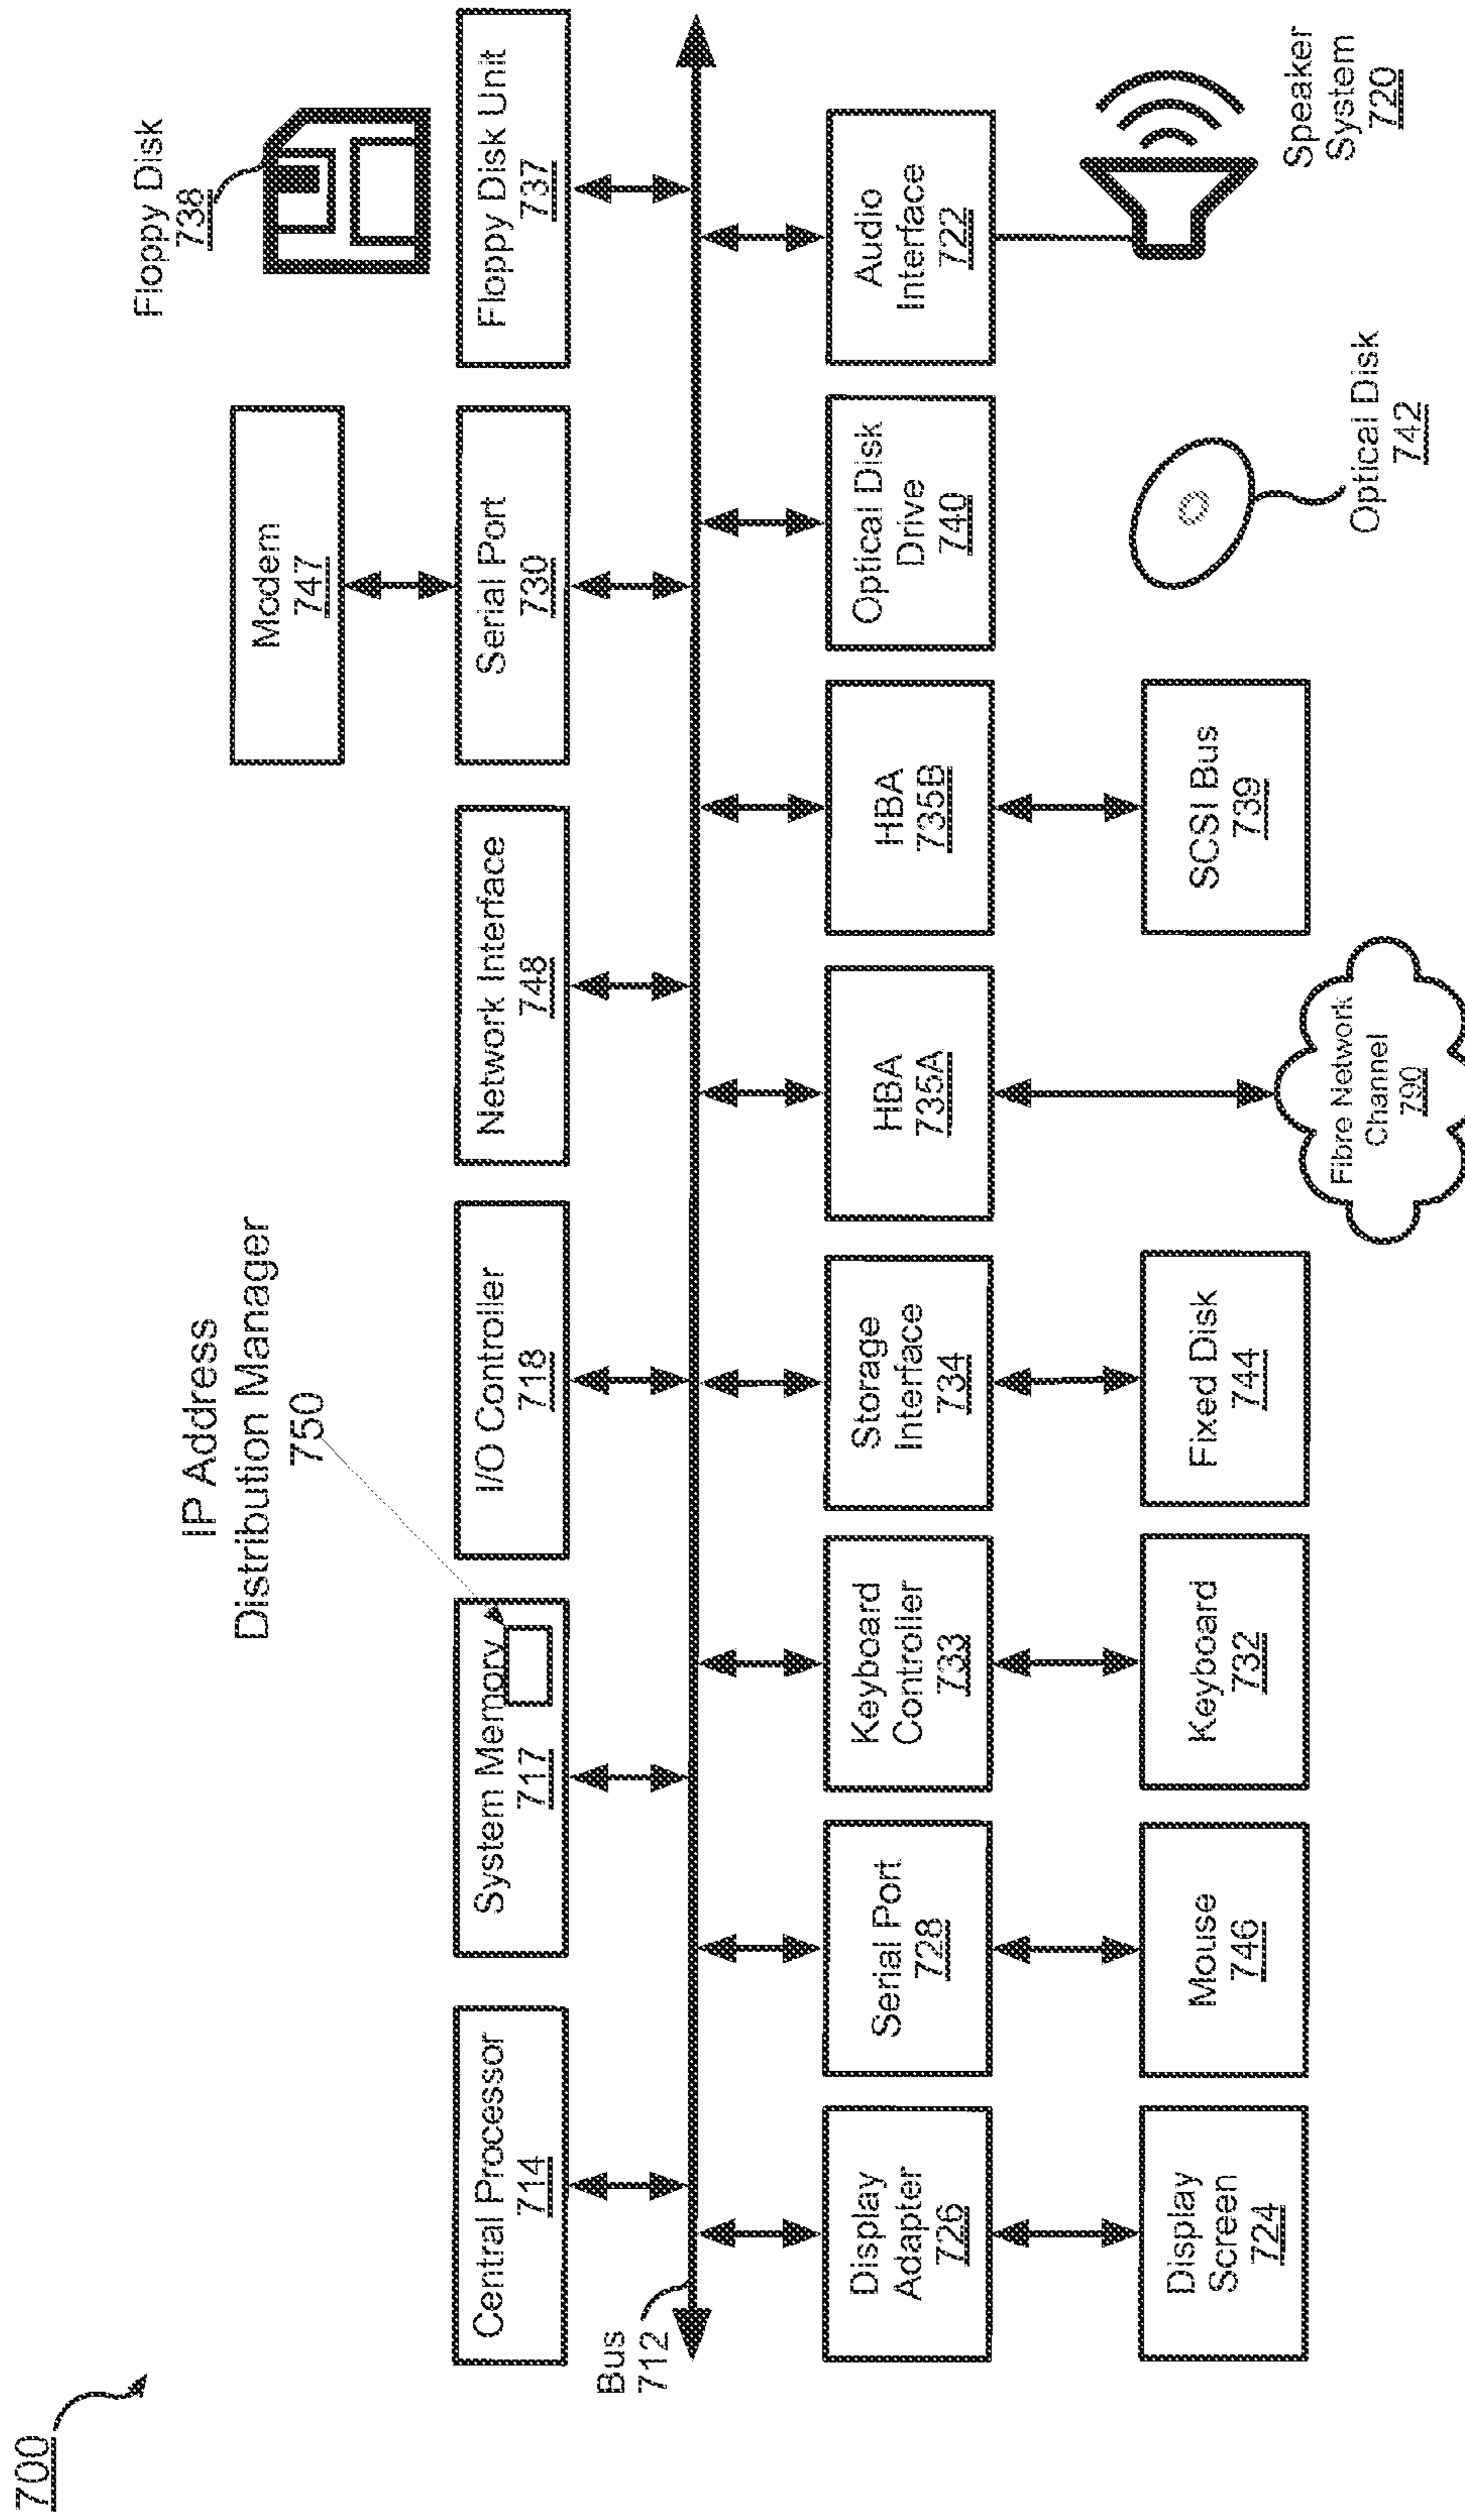 700
Floppy Disk
738
Modem
747
IP Address
Distribution Manager
750
Central Processor
714
System Memory
717
I/O Controller
718
Network Interface
748
Serial Port
730
Floppy Disk Unit
737
Bus
712
Display
Adapter
726
Serial Port
728
Keyboard
Controller
733
Storage
Interface
734
HBA
735A
HBA
735B
Optical Disk
Drive
740
Audio
Interface
722
Display
Screen
724
Mouse
746
Keyboard
732
Fixed Disk
744
Fibre Network
Channel
790
SCSI Bus
739
Optical Disk
742
Speaker
System
720